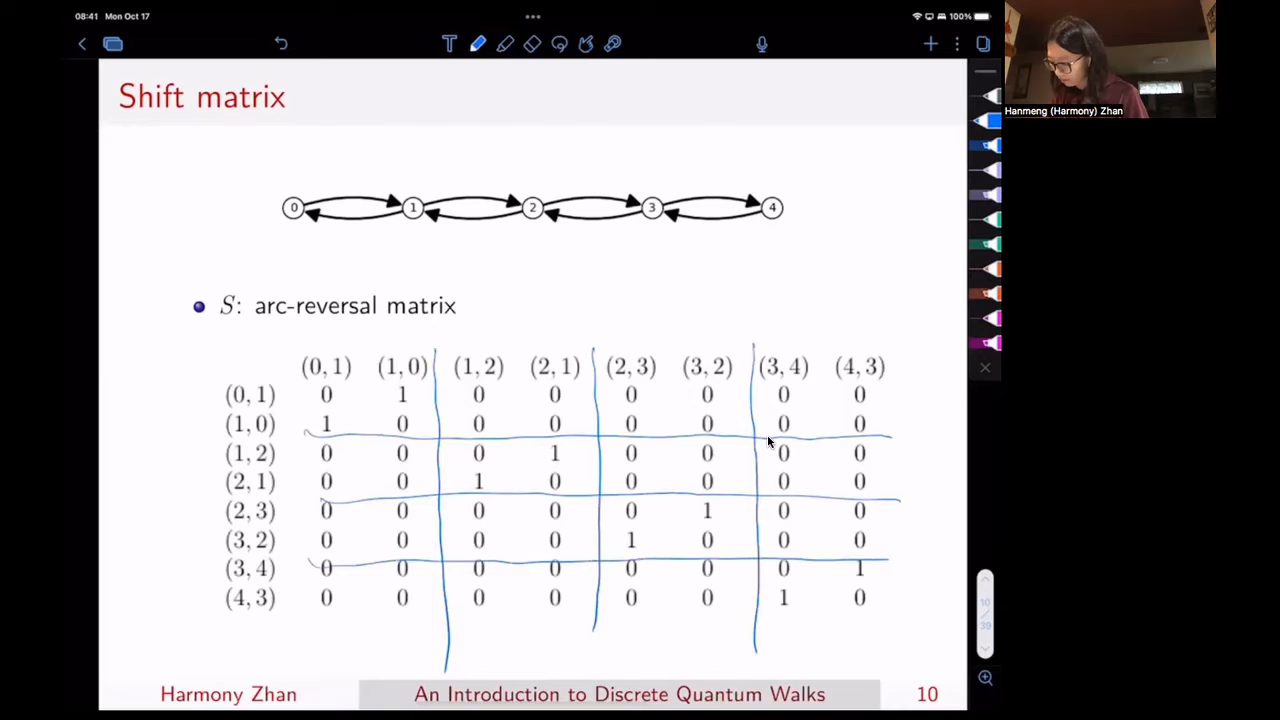 08:41 Mon Oct 17
100%
Hanmeng (Harmony) Zhan
Shift matrix
0 1 2 3 4
S: arc-reversal matrix
(0, 1) (1, 0) (1, 2) (2, 1) (2, 3) (3, 2) (3, 4) (4, 3)
(0, 1) 0 1 0 0 0 0 0 0
(1, 0) 1 0 0 0 0 0 0 0
(1, 2) 0 0 0 1 0 0 0 0
(2, 1) 0 0 1 0 0 0 0 0
(2, 3) 0 0 0 0 0 1 0 0
(3, 2) 0 0 0 0 1 0 0 0
(3, 4) 0 0 0 0 0 0 0 1
(4, 3) 0 0 0 0 0 0 1 0
10
/
39
Harmony Zhan An Introduction to Discrete Quantum Walks 10